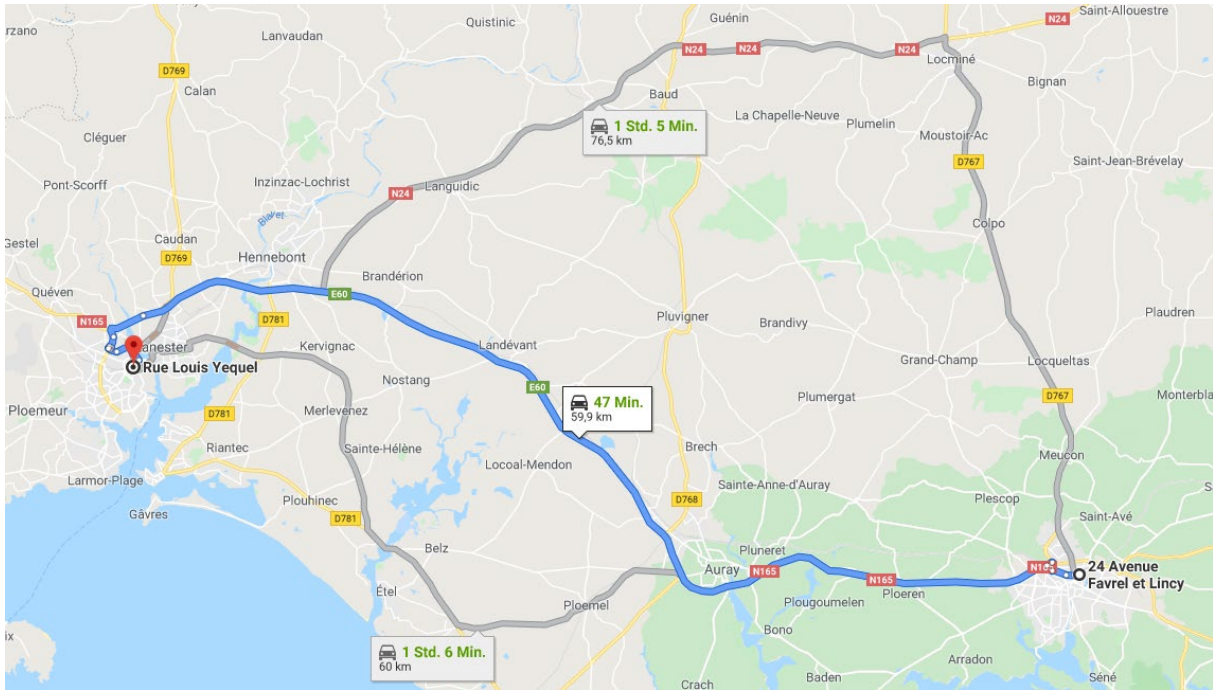 Guénin
Saint-Allouestre
Quistinic
Lanvaudan
N24
N24
N24
N24
Locminé
D769
Calan
Baud
Bignan
La Chapelle-Neuve
1 Std. 5 Min.
76,5 km
Plumelin
Moustoir-Ac
Cléguer
D767
Saint-Jean-Brévelay
Pont-Scorff
Inzinzac-Lochrist
Languidic
N24
Blavet
Colpo
Gestel
Caudan
D769
Hennebont
Brandérion
Quéven
E60
Plaudren
N165
D781
Pluvigner
Brandivy
Kervignac
Landévant
Grand-Champ
Locqueltas
Rue Louis Yequel
Nostang
E60
47 Min.
59,9 km
Plumergat
D767
Ploemeur
D781
Merlevenez
Riantec
Sainte-Hélène
Brech
Meucon
Locoal-Mendon
Larmor-Plage
Sainte-Anne-d'Auray
Plescop
Plouhinec
D768
Gâvres
D781
Saint-Avé
Belz
Pluneret
Auray
N165
24 Avenue
Favrel et Lincy
N165
Étel
Ploemel
Plougoumelen
Ploeren
Bono
1 Std. 6 Min.
60 km
Arradon
Crach
Baden
Séné